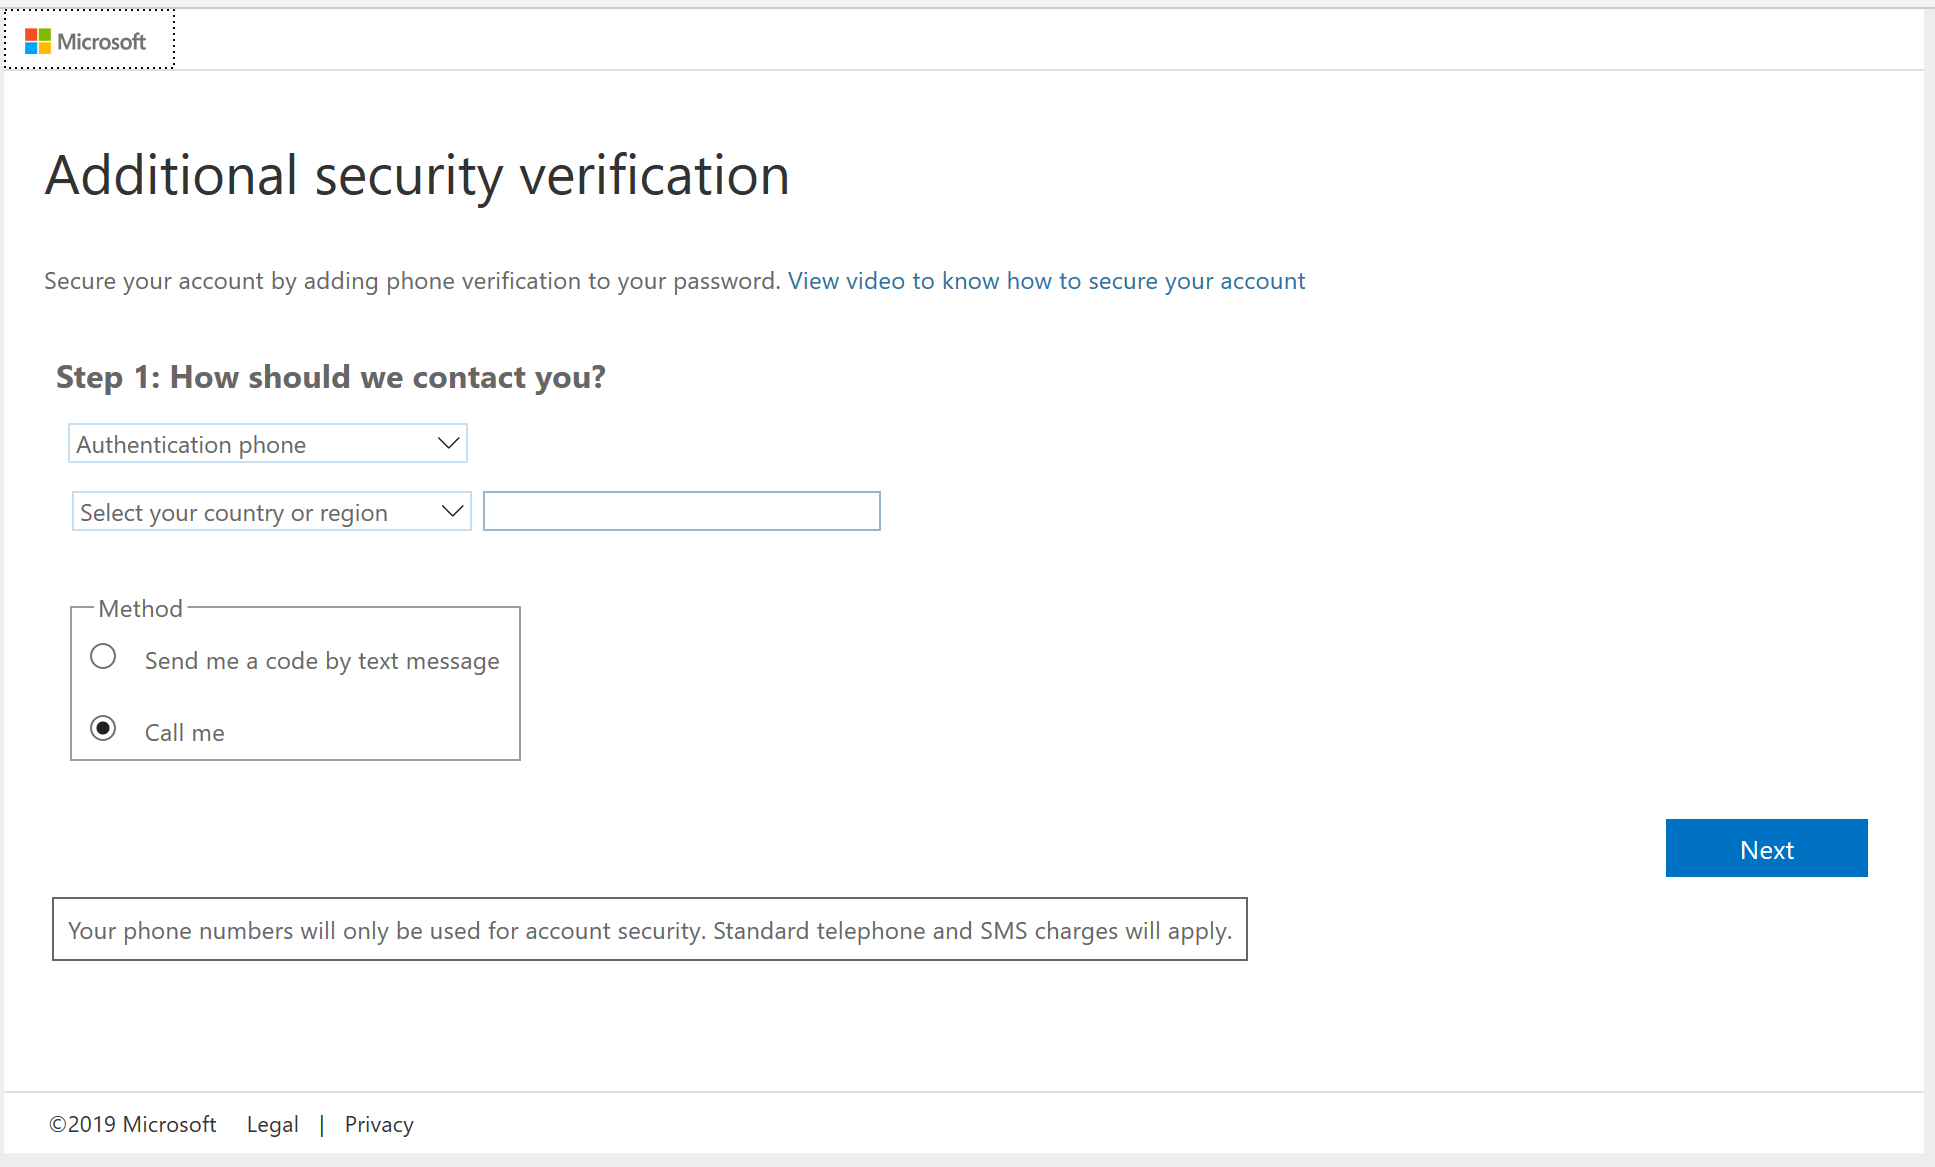 Microsoft
Additional security verification
Secure your account by adding phone verification to your password. View video to know how to secure your account
Step 1: How should we contact you?
Authentication phone
Select your country or region
Method
Send me a code by text message
Call me
Next
Your phone numbers will only be used for account security. Standard telephone and SMS charges will apply.
©2019 Microsoft Legal | Privacy